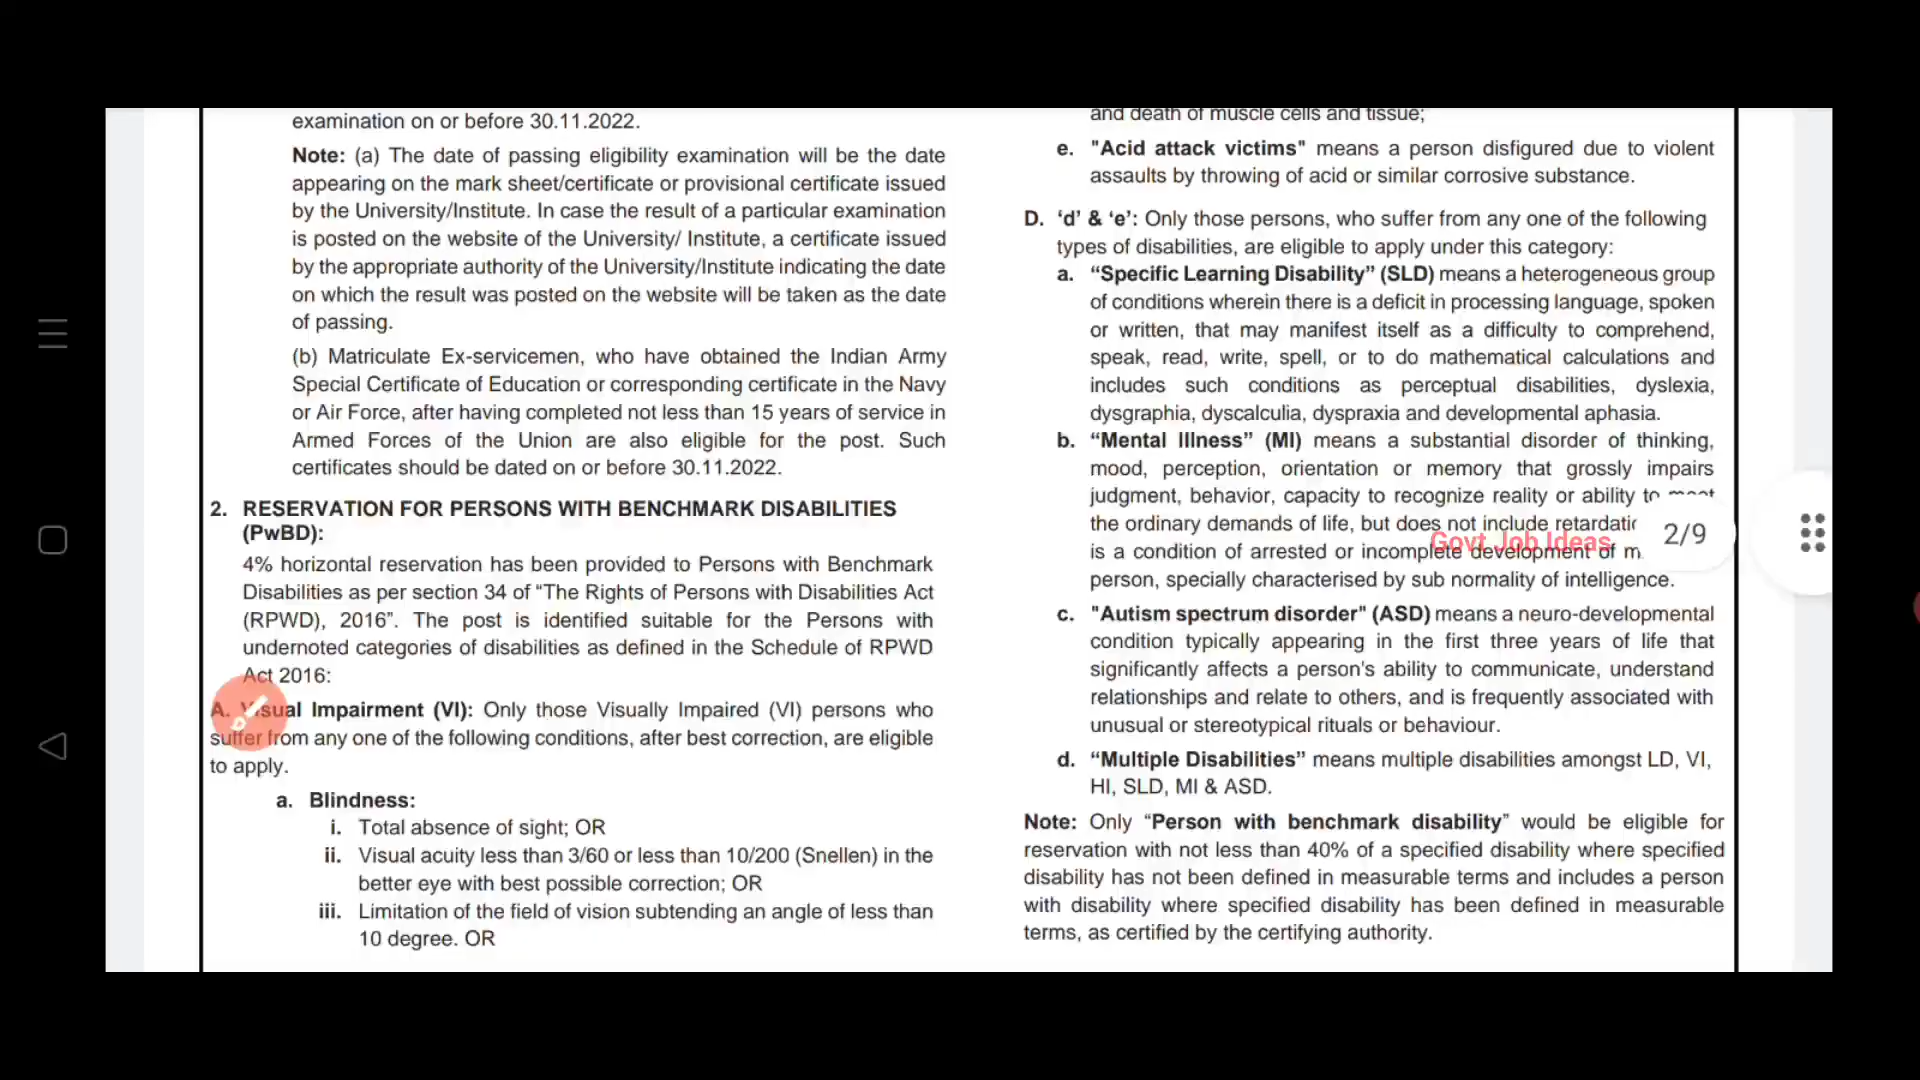 examination on or before 30.11.2022.
Note: (a) The date of passing eligibility examination will be the date
appearing on the mark sheet/certificate or provisional certificate issued
by the University/Institute. In case the result of a particular examination
is posted on the website of the University/ Institute, a certificate issued
by the appropriate authority of the University/Institute indicating the date
on which the result was posted on the website will be taken as the date
of passing.
(b) Matriculate Ex-servicemen, who have obtained the Indian Army
Special Certificate of Education or corresponding certificate in the Navy
or Air Force, after having completed not less than 15 years of service in
Armed Forces of the Union are also eligible for the post. Such
certificates should be dated on or before 30.11.2022.
2. RESERVATION FOR PERSONS WITH BENCHMARK DISABILITIES
(PwBD):
4% horizontal reservation has been provided to Persons with Benchmark
Disabilities as per section 34 of “The Rights of Persons with Disabilities Act
(RPWD), 2016”. The post is identified suitable for the Persons with
undernoted categories of disabilities as defined in the Schedule of RPWD
Act 2016:
A. Visual Impairment (VI): Only those Visually Impaired (VI) persons who
suffer from any one of the following conditions, after best correction, are eligible
to apply.
a. Blindness:
i. Total absence of sight; OR
ii. Visual acuity less than 3/60 or less than 10/200 (Snellen) in the
better eye with best possible correction; OR
iii. Limitation of the field of vision subtending an angle of less than
10 degree. OR
and death of muscle cells and tissue;
e. "Acid attack victims" means a person disfigured due to violent
assaults by throwing of acid or similar corrosive substance.
D. ‘d’ & ‘e’: Only those persons, who suffer from any one of the following
types of disabilities, are eligible to apply under this category:
a. “Specific Learning Disability” (SLD) means a heterogeneous group
of conditions wherein there is a deficit in processing language, spoken
or written, that may manifest itself as a difficulty to comprehend,
speak, read, write, spell, or to do mathematical calculations and
includes such conditions as perceptual disabilities, dyslexia,
dysgraphia, dyscalculia, dyspraxia and developmental aphasia.
b. “Mental Illness” (MI) means a substantial disorder of thinking,
mood, perception, orientation or memory that grossly impairs
judgment, behavior, capacity to recognize reality or ability to
the ordinary demands of life, but does not include
is a condition of arrested or incomplete development of
person, specially characterised by sub normality of intelligence.
c. "Autism spectrum disorder" (ASD) means a neuro-developmental
condition typically appearing in the first three years of life that
significantly affects a person's ability to communicate, understand
relationships and relate to others, and is frequently associated with
unusual or stereotypical rituals or behaviour.
d. “Multiple Disabilities” means multiple disabilities amongst LD, VI,
HI, SLD, MI & ASD.
Note: Only “Person with benchmark disability” would be eligible for
reservation with not less than 40% of a specified disability where specified
disability has not been defined in measurable terms and includes a person
with disability where specified disability has been defined in measurable
terms, as certified by the certifying authority.
2/9
Govt Job Ideas